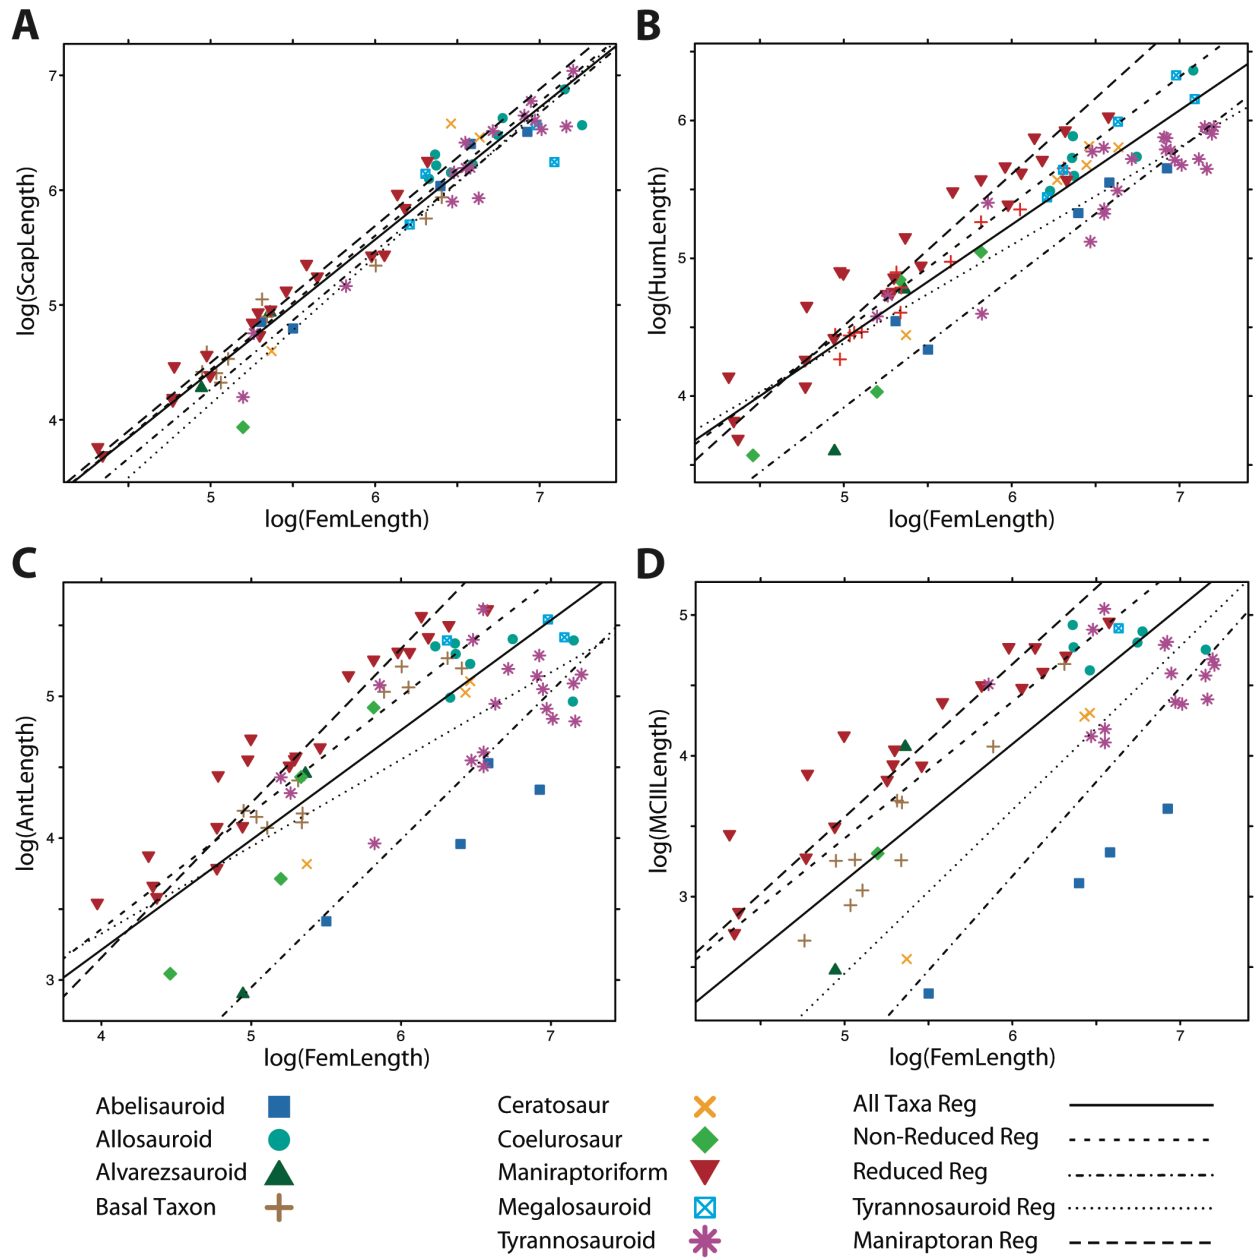 A
B
7
6
5
4
log(ScapLength)
5
6
7
log(FemLength)
6
5
4
log(HumLength)
5
6
7
log(FemLength)
C
D
5
4
3
log(AntLength)
4
5
6
7
log(FemLength)
5
4
3
log(MCIILength)
5
6
7
log(FemLength)
Abelisauroid
Allosauroid
Alvarezsauroid
Basal Taxon
Ceratosaur
Coelurosaur
Maniraptoriform
Megalosauroid
Tyrannosauroid
All Taxa Reg
Non-Reduced Reg
Reduced Reg
Tyrannosauroid Reg
Maniraptoran Reg